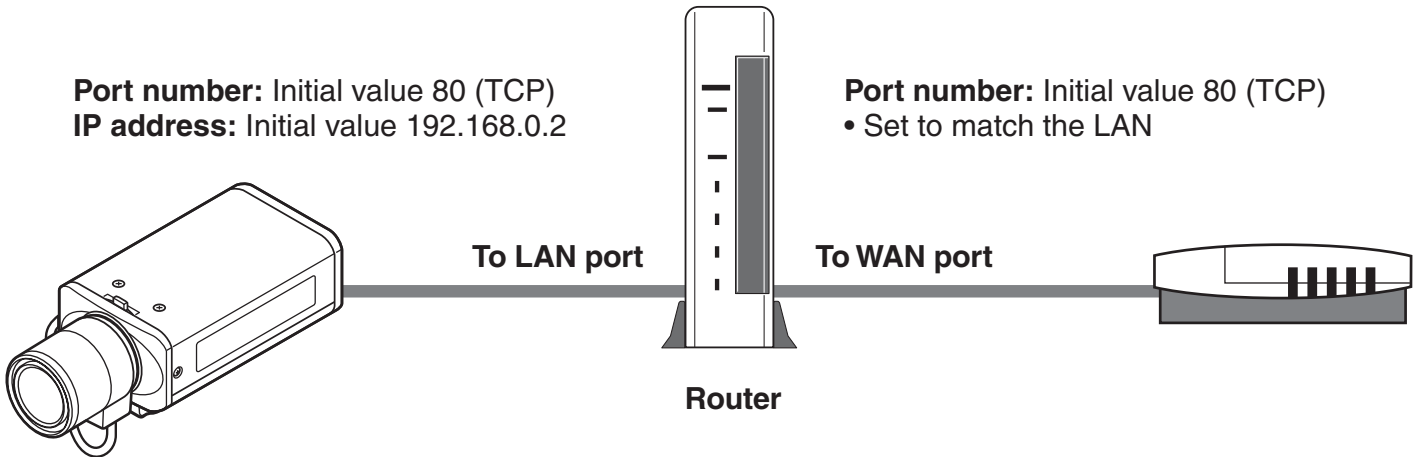 Port number: Initial value 80 (TCP)
IP address: Initial value 192.168.0.2
Port number: Initial value 80 (TCP)
• Set to match the LAN
To LAN port
To WAN port
Router